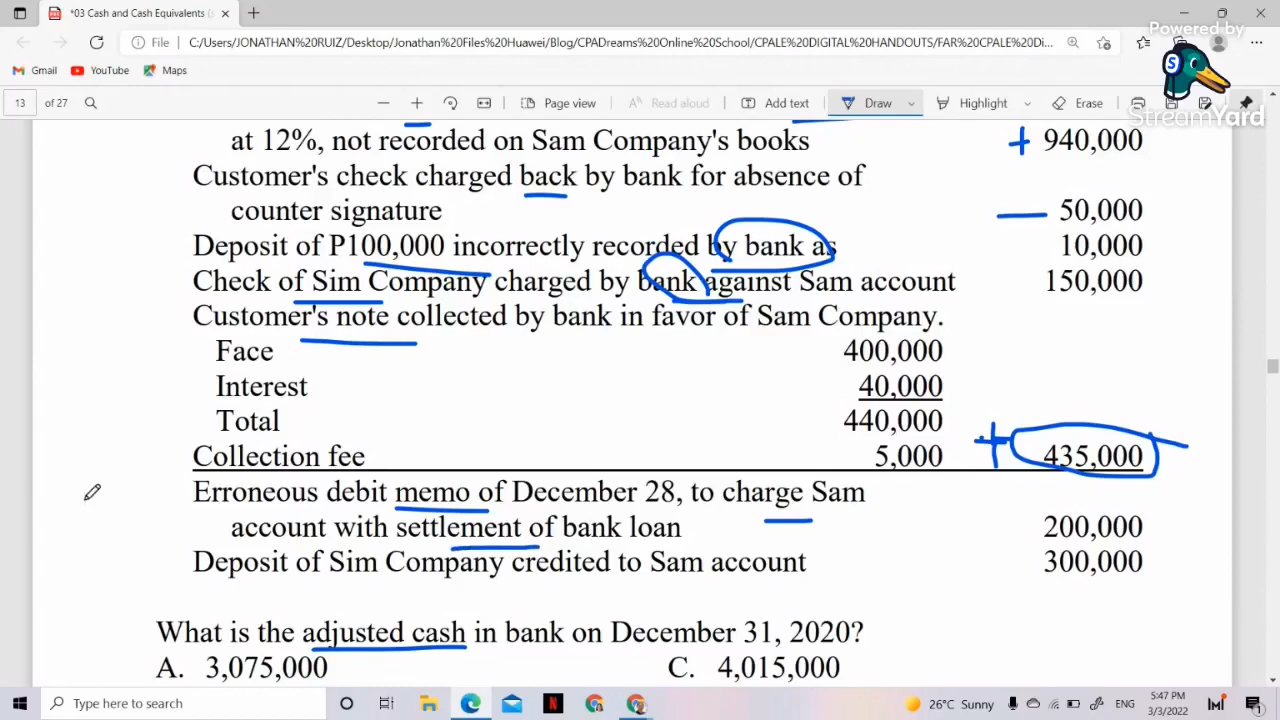 Powered by
StreamYard
*03 Cash and Cash Equivalents (
File
C:/Users/JONATHAN%20RUIZ/Desktop/Jonathan%20Files%20Huawei/Blog/CPADreams%20Online%20School/CPALE%20DIGITAL%20HANDOUTS/FAR%20CPALE%20Di...
Gmail YouTube Maps
13 of 27 Page view Read aloud Add text Draw Highlight Erase
at 12%, not recorded on Sam Company's books + 940,000
Customer's check charged back by bank for absence of
counter signature — 50,000
Deposit of P100,000 incorrectly recorded by bank as 10,000
Check of Sim Company charged by bank against Sam account 150,000
Customer's note collected by bank in favor of Sam Company.
Face 400,000
Interest 40,000
Total 440,000
Collection fee 5,000 + 435,000
Erroneous debit memo of December 28, to charge Sam
account with settlement of bank loan 200,000
Deposit of Sim Company credited to Sam account 300,000
What is the adjusted cash in bank on December 31, 2020?
A. 3,075,000 C. 4,015,000
Type here to search
26°C Sunny
ENG
5:47 PM
3/3/2022